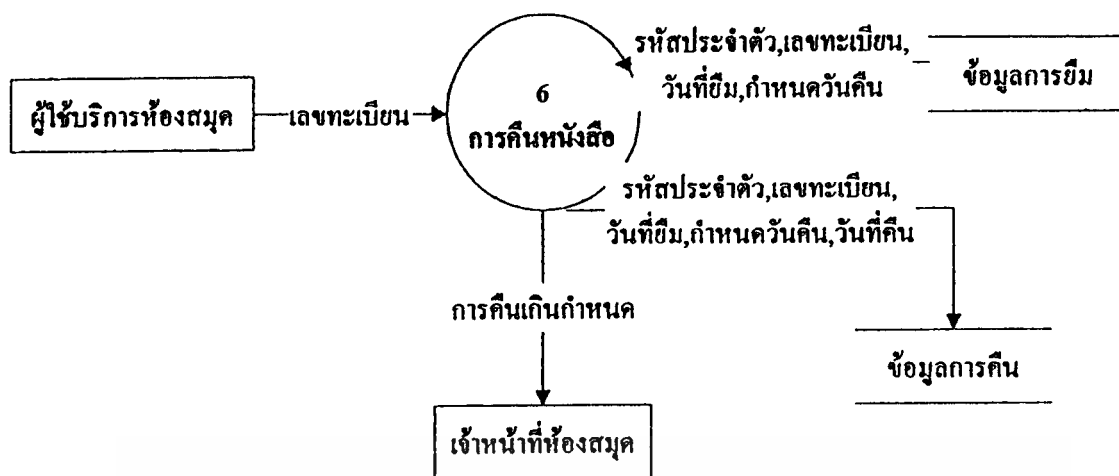 ผู้ใช้บริการห้องสมุด
เลขทะเบียน
6
การคืนหนังสือ
รหัสประจำตัว,เลขทะเบียน,
วันที่ยืม,กำหนดวันคืน
ข้อมูลการยืม
รหัสประจำตัว,เลขทะเบียน,
วันที่ยืม,กำหนดวันคืน,วันที่คืน
การคืนเกินกำหนด
ข้อมูลการคืน
เจ้าหน้าที่ห้องสมุด